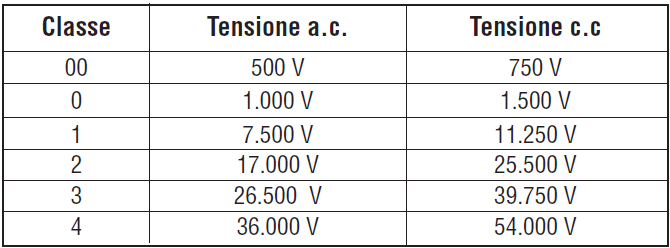 Classe Tensione a.c. Tensione c.c
00 500 V 750 V
0 1.000 V 1.500 V
1 7.500 V 11.250 V
2 17.000 V 25.500 V
3 26.500 V 39.750 V
4 36.000 V 54.000 V